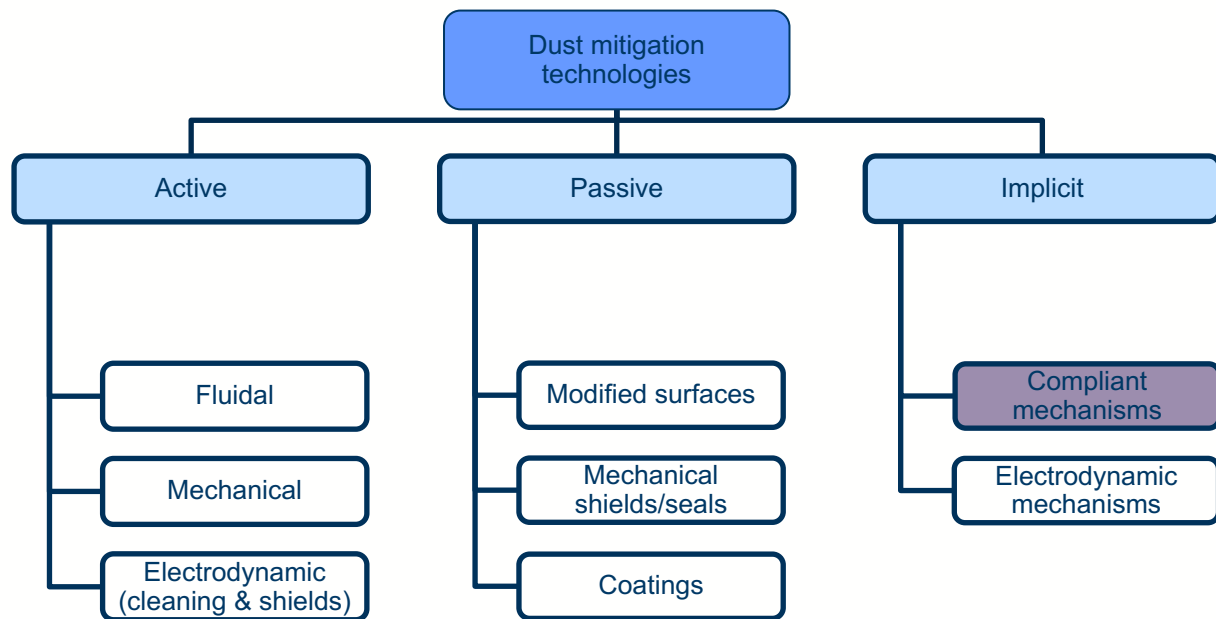 Dust mitigation
technologies
Active
Passive
Implicit
Fluidal
Mechanical
Electrodynamic
(cleaning & shields)
Modified surfaces
Mechanical
shields/seals
Coatings
Compliant
mechanisms
Electrodynamic
mechanisms